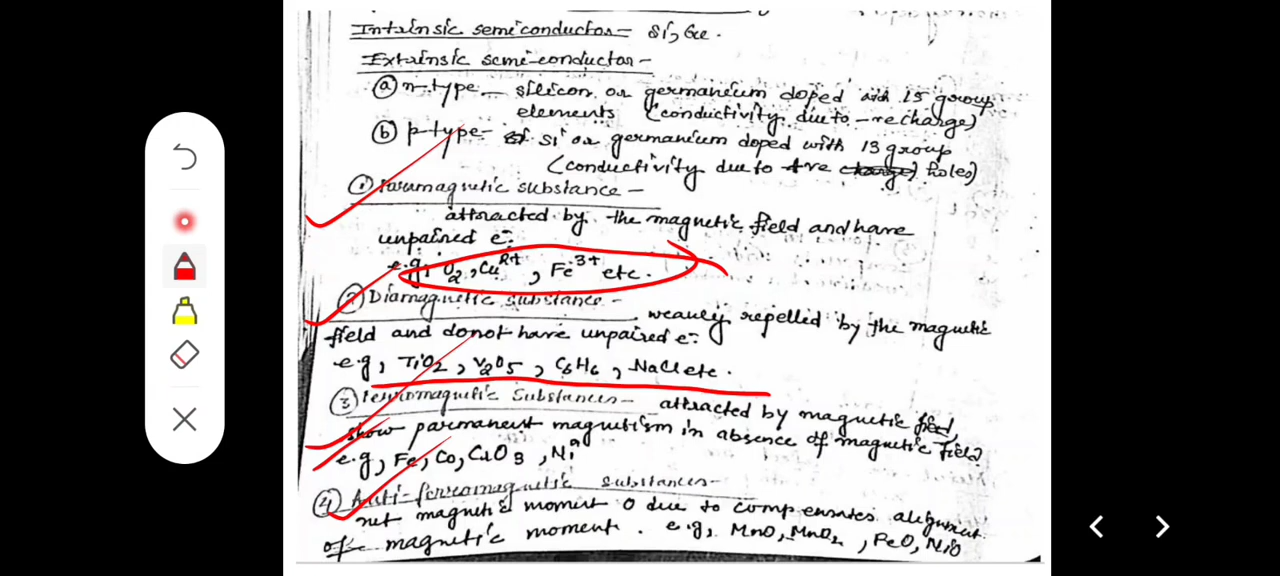 Intrinsic semiconductor- Si, Ge.
Extrinsic semi-conductor-
(a) n-type - silicon or germanium doped with 15 group
elements (conductivity due to -ve charge)
(b) p-type- Si or germanium doped with 13 group
(conductivity due to +ve holes)
(1) Paramagnetic substance -
attracted by the magnetic field and have
unpaired e-.
e.g, O2, Cu2+, Fe3+ etc.
(2) Diamagnetic substance -
weakly repelled by the magnetic
field and donot have unpaired e-.
e.g, TiO2, V2O5, C6H6, NaCl etc.
(3) Ferromagnetic Substances- attracted by magnetic field
show permanent magnetism in absence of magnetic field
e.g, Fe, Co, CrO3, Ni
(4) Anti-ferromagnetic substances-
net magnetic moment 0 due to compensates alignment
of magnetic moment. e.g, MnO, MnO2, FeO, NiO